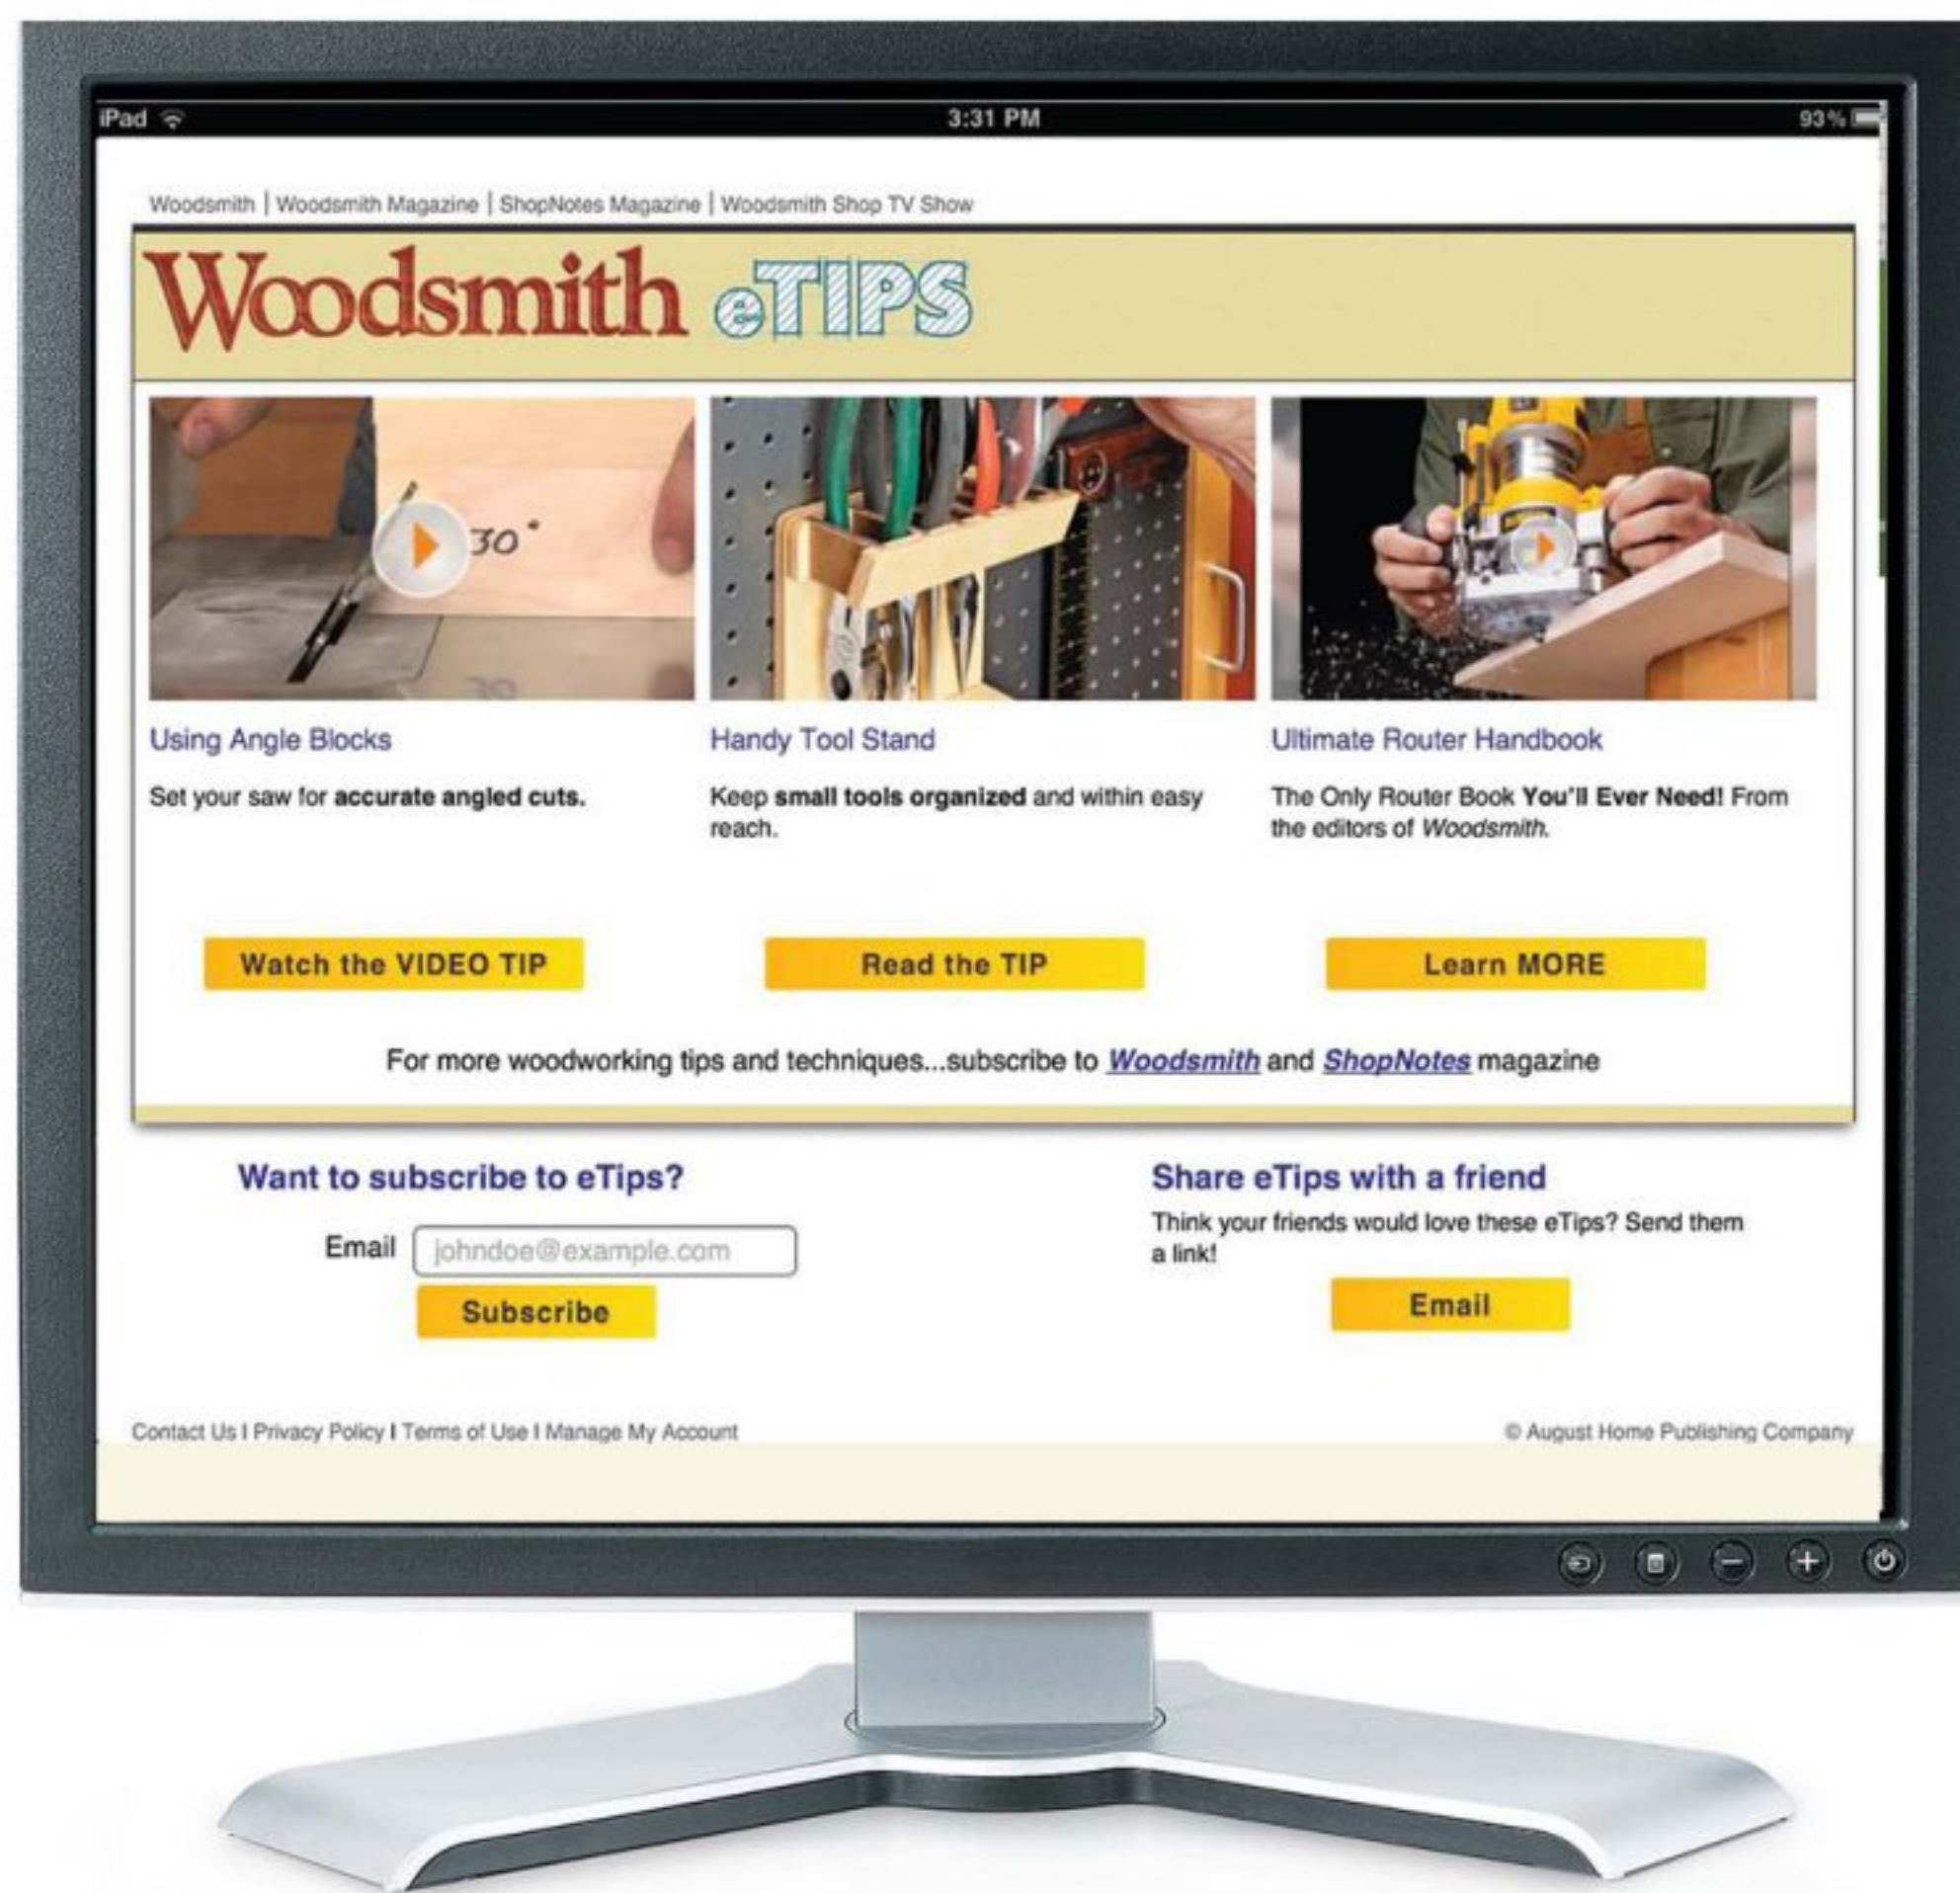 iPad 3:31 PM 93%
Woodsmith | Woodsmith Magazine | ShopNotes Magazine | Woodsmith Shop TV Show
Woodsmith eTIPS
30°
Using Angle Blocks
Set your saw for accurate angled cuts.
Handy Tool Stand
Keep small tools organized and within easy
reach.
Ultimate Router Handbook
The Only Router Book You'll Ever Need! From
the editors of Woodsmith.
Watch the VIDEO TIP
Read the TIP
Learn MORE
For more woodworking tips and techniques...subscribe to Woodsmith and ShopNotes magazine
Want to subscribe to eTips?
Email johndoe@example.com
Subscribe
Share eTips with a friend
Think your friends would love these eTips? Send them
a link!
Email
Contact Us I Privacy Policy I Terms of Use I Manage My Account
© August Home Publishing Company